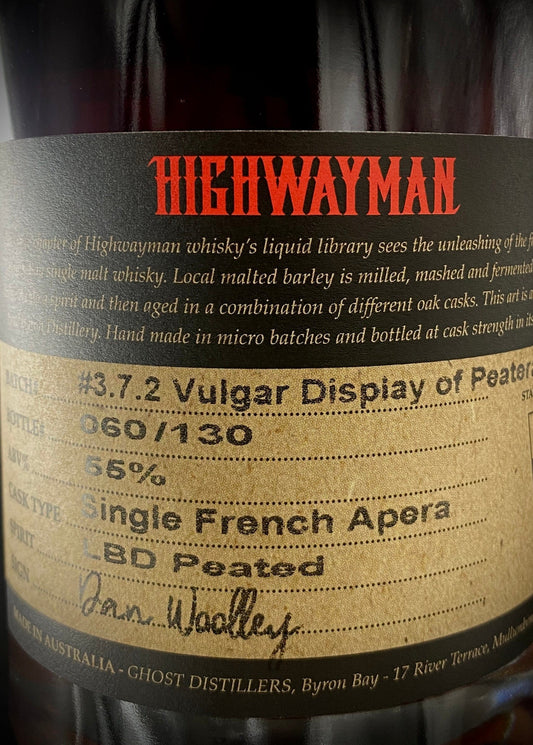 HIGHWAYMAN
of Highwayman whisky's liquid library sees the unleashing of the
single malt whisky. Local malted barley is milled, mashed and fermented
spirit and then aged in a combination of different oak casks. This art is a
Distillery. Hand made in micro batches and bottled at cask strength in its
BATCH# #3.7.2 Vulgar Display of Peatera
BOTTLE# 060/130
ABV% 55%
CASK TYPE Single French Apera
SPIRIT LBD Peated
SIGN Dan Woolley
MADE IN AUSTRALIA - GHOST DISTILLERS, Byron Bay - 17 River Terrace,